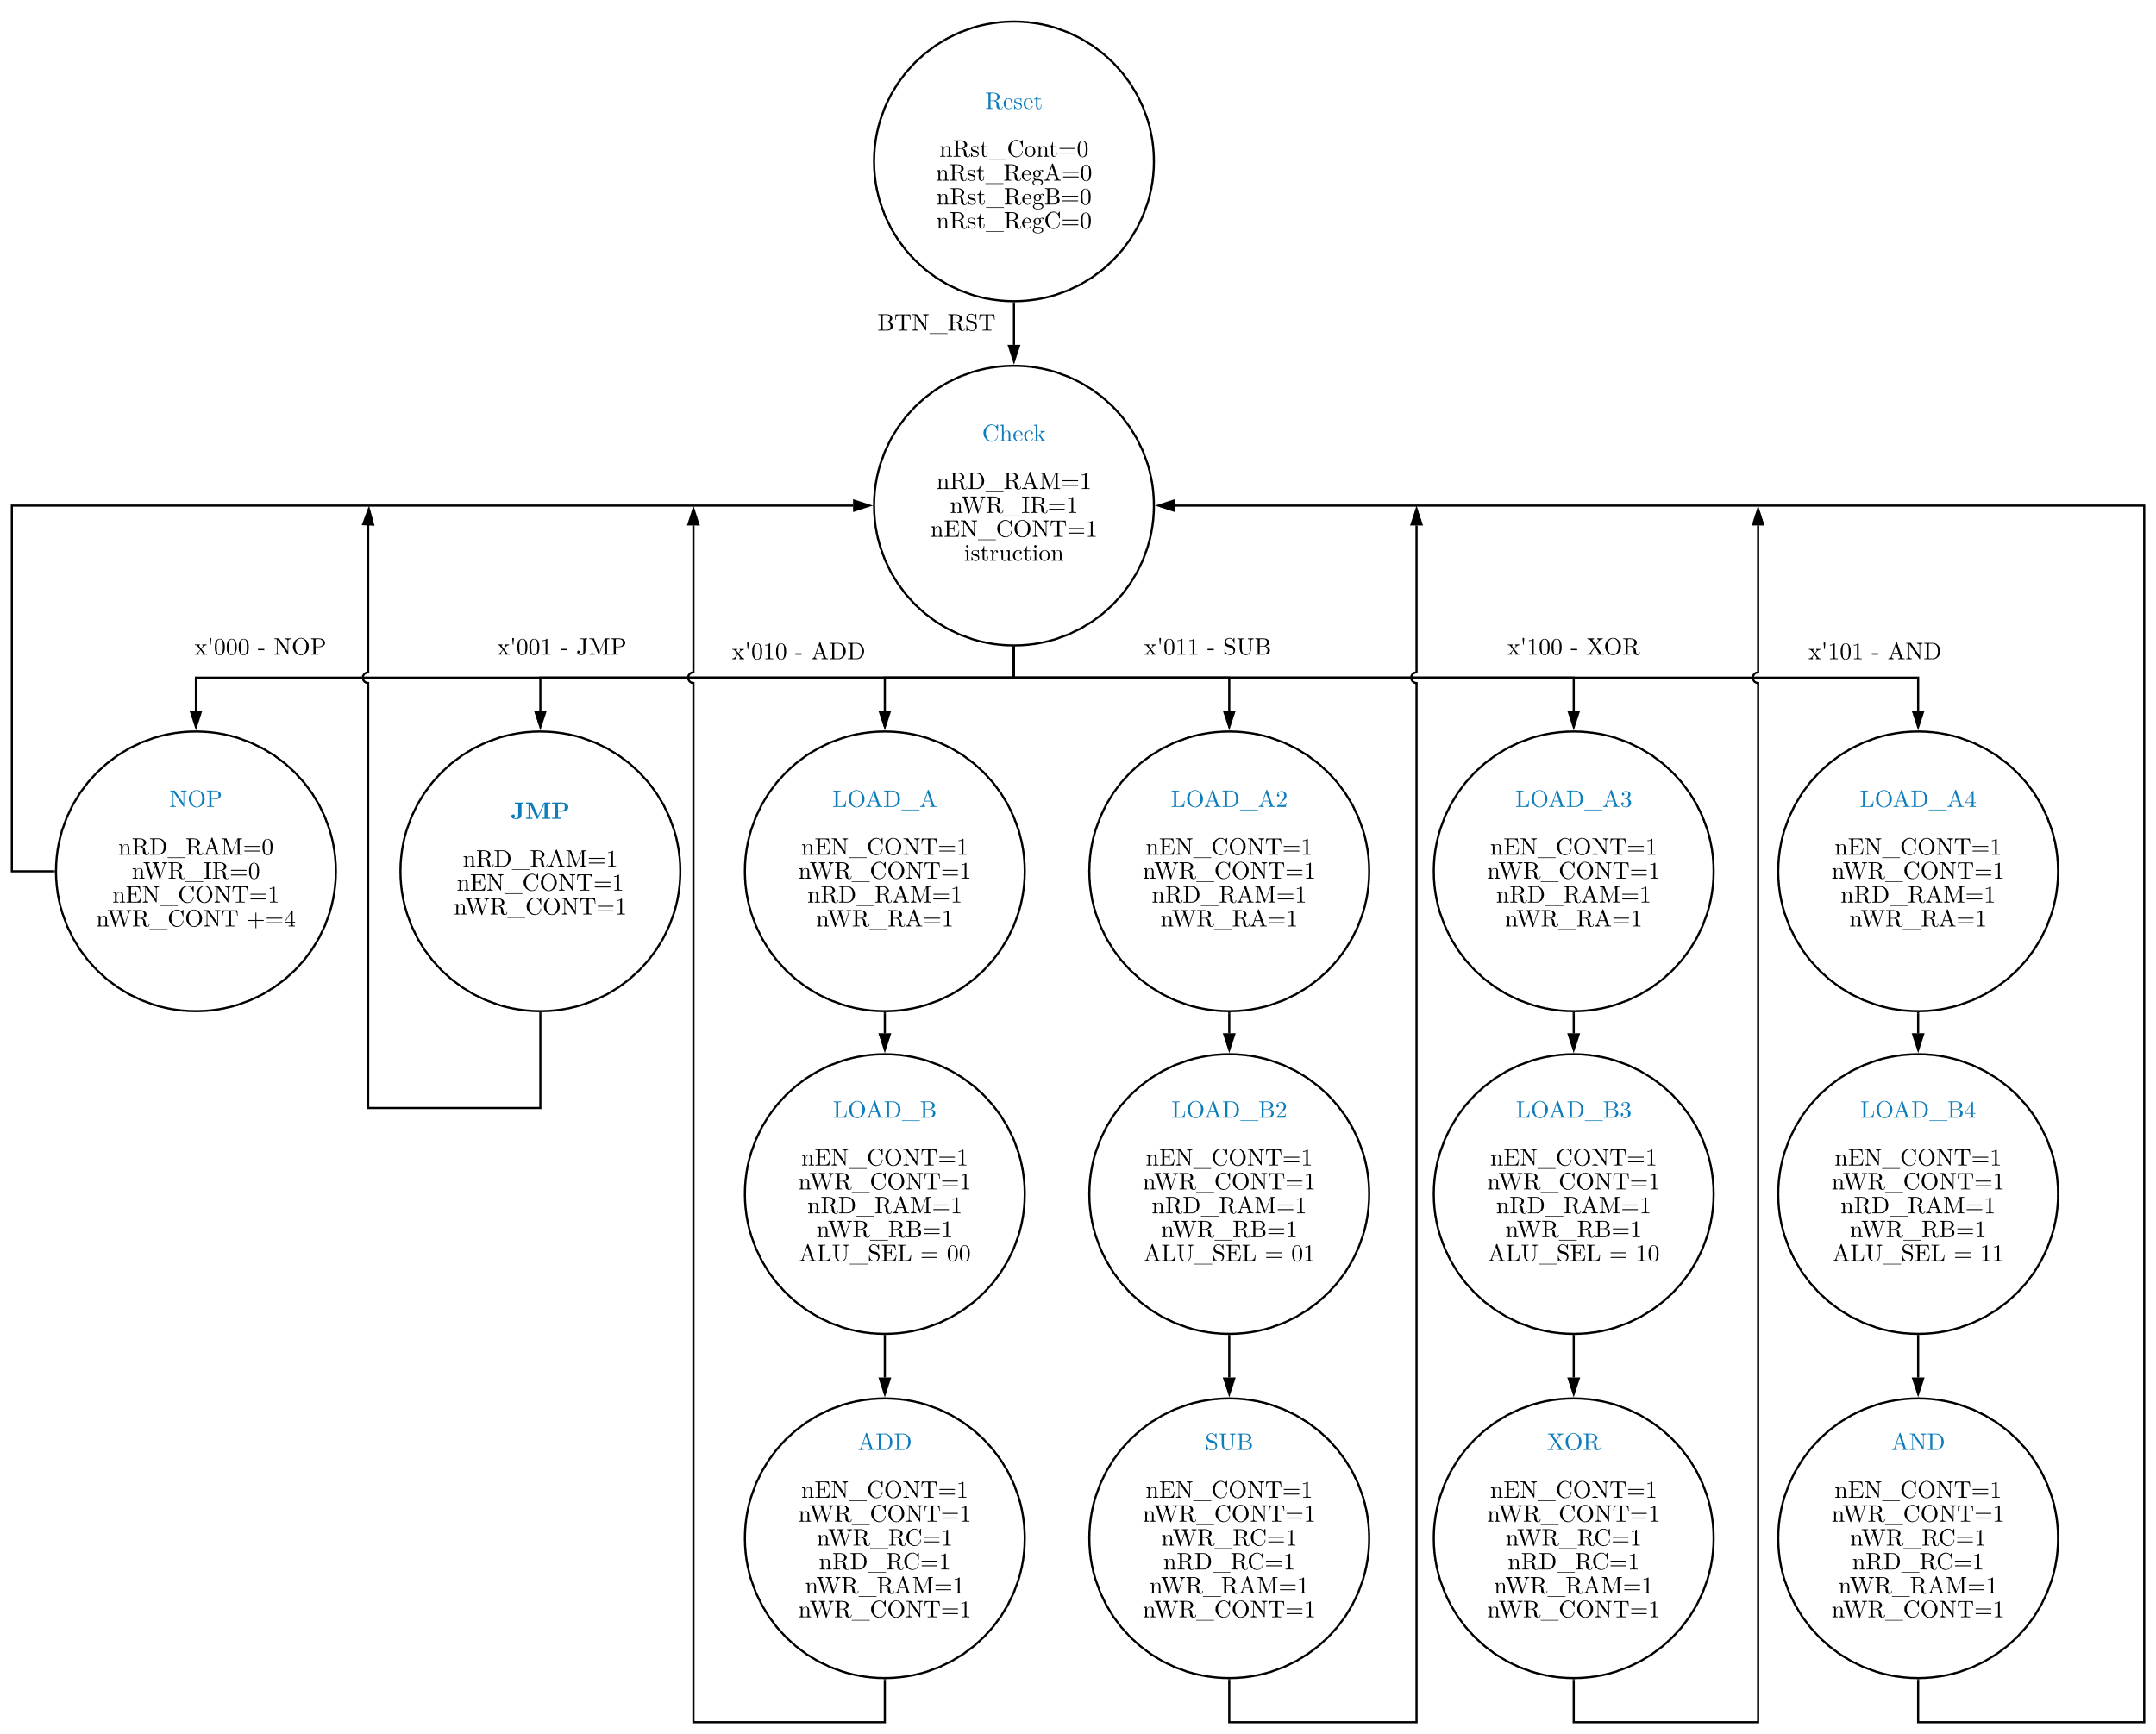 Reset
nRst_Cont=0
nRst_RegA=0
nRst_RegB=0
nRst_RegC=0
BTN_RST
Check
nRD_RAM=1
nWR_IR=1
nEN_CONT=1
istruction
x'000 - NOP
x'001 - JMP
x'010 - ADD
x'011 - SUB
x'100 - XOR
x'101 - AND
NOP
nRD_RAM=0
nWR_IR=0
nEN_CONT=1
nWR_CONT +=4
JMP
nRD_RAM=1
nEN_CONT=1
nWR_CONT=1
LOAD_A
nEN_CONT=1
nWR_CONT=1
nRD_RAM=1
nWR_RA=1
LOAD_A2
nEN_CONT=1
nWR_CONT=1
nRD_RAM=1
nWR_RA=1
LOAD_A3
nEN_CONT=1
nWR_CONT=1
nRD_RAM=1
nWR_RA=1
LOAD_A4
nEN_CONT=1
nWR_CONT=1
nRD_RAM=1
nWR_RA=1
LOAD_B
nEN_CONT=1
nWR_CONT=1
nRD_RAM=1
nWR_RB=1
ALU_SEL = 00
LOAD_B2
nEN_CONT=1
nWR_CONT=1
nRD_RAM=1
nWR_RB=1
ALU_SEL = 01
LOAD_B3
nEN_CONT=1
nWR_CONT=1
nRD_RAM=1
nWR_RB=1
ALU_SEL = 10
LOAD_B4
nEN_CONT=1
nWR_CONT=1
nRD_RAM=1
nWR_RB=1
ALU_SEL = 11
ADD
nEN_CONT=1
nWR_CONT=1
nWR_RC=1
nRD_RC=1
nWR_RAM=1
nWR_CONT=1
SUB
nEN_CONT=1
nWR_CONT=1
nWR_RC=1
nRD_RC=1
nWR_RAM=1
nWR_CONT=1
XOR
nEN_CONT=1
nWR_CONT=1
nWR_RC=1
nRD_RC=1
nWR_RAM=1
nWR_CONT=1
AND
nEN_CONT=1
nWR_CONT=1
nWR_RC=1
nRD_RC=1
nWR_RAM=1
nWR_CONT=1